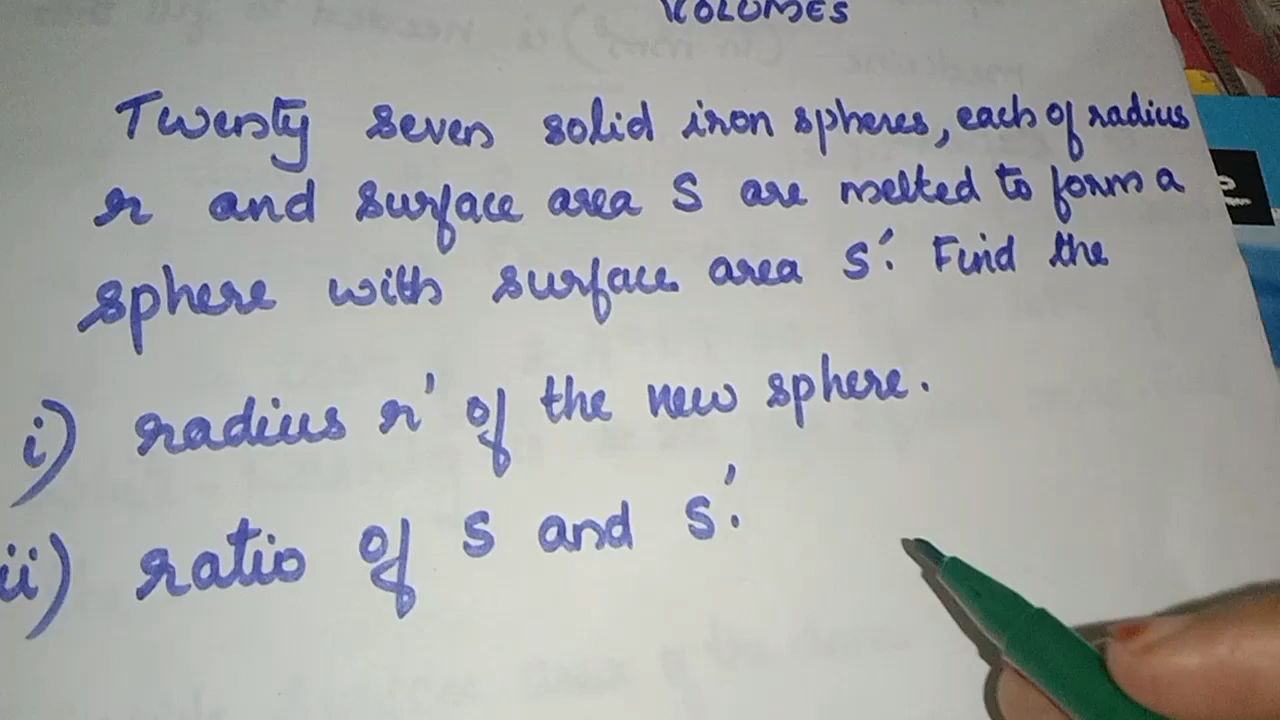 VOLUMES
Twenty seven solid iron spheres, each of radius
r and surface area S are melted to form a
sphere with surface area S'. Find the
i) radius r' of the new sphere.
ii) ratio of S and S'.